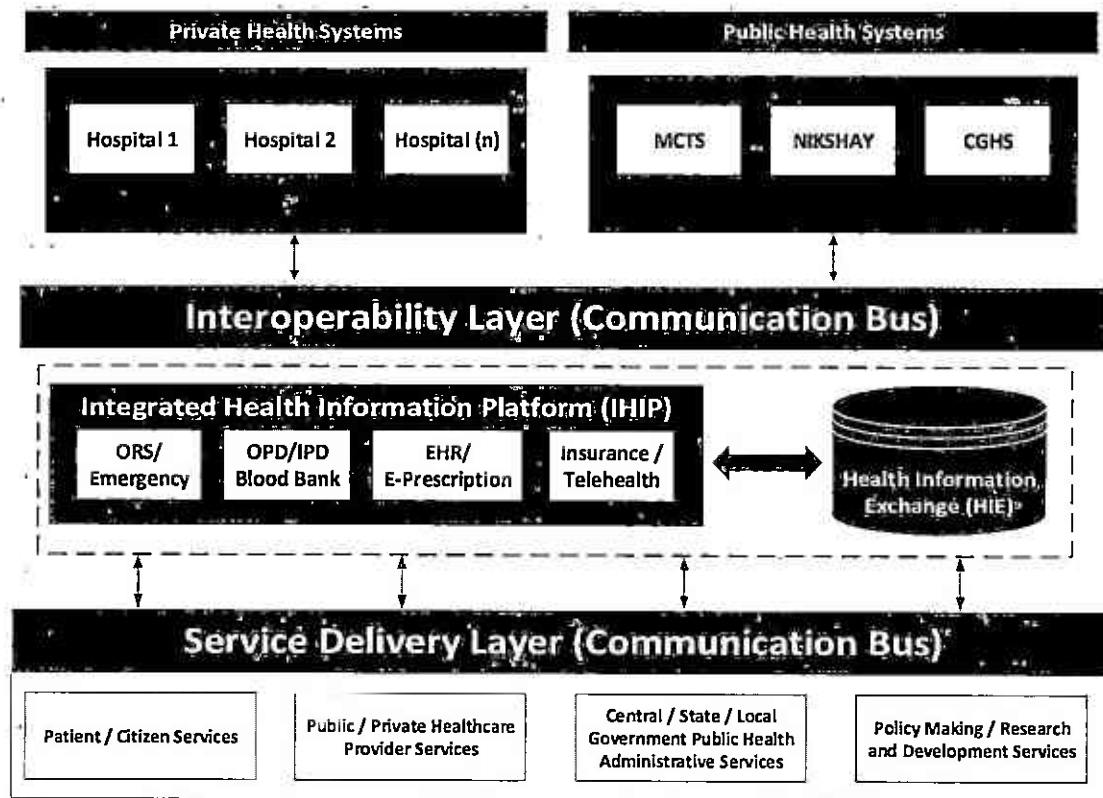 Private Health Systems
Public Health Systems
Hospital 1
Hospital 2
Hospital (n)
MCTS
NIKSHAY
CGHS
Interoperability Layer (Communication Bus)
Integrated Health Information Platform (IHIP)
ORS/
Emergency
OPD/IPD
Blood Bank
EHR/
E-Prescription
Insurance /
Telehealth
Health Information
Exchange (HIE)
Service Delivery Layer (Communication Bus)
Patient / Citizen Services
Public / Private Healthcare
Provider Services
Central / State / Local
Government Public Health
Administrative Services
Policy Making / Research
and Development Services